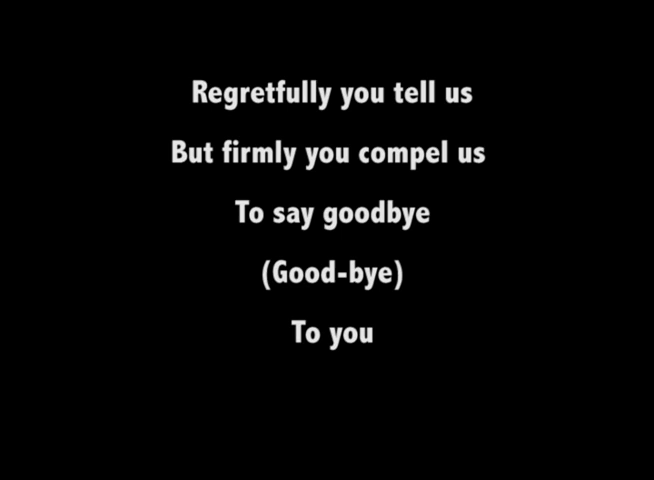 Regretfully you tell us
But firmly you compel us
To say goodbye
(Good-bye)
To you